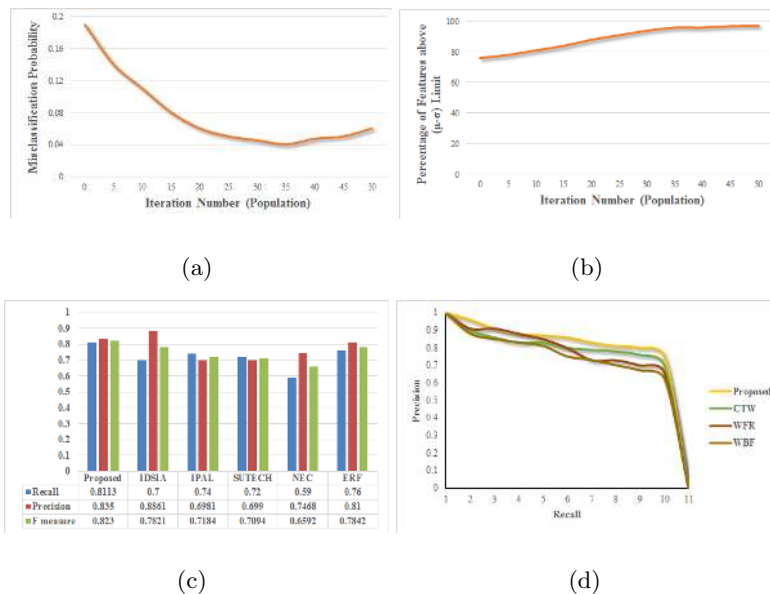 0.2
0.16
0.12
0.08
0.04
0
Misclassification Probability
0 5 10 15 20 25 30 35 40 45 50
Iteration Number (Population)
(a)
100
80
60
40
20
0
Percentage of Features above
(μ-σ) Limit
0 5 10 15 20 25 30 35 40 45 50
Iteration Number (Population)
(b)
1
0.9
0.8
0.7
0.6
0.5
0.4
0.3
0.2
0.1
0
Proposed IDSIA IPAL SUTECH NEC ERF
Recall 0.8113 0.7 0.74 0.72 0.59 0.76
Precision 0.835 0.8861 0.6981 0.699 0.7468 0.81
F measure 0.823 0.7821 0.7184 0.7094 0.6592 0.7842
(c)
1
0.9
0.8
0.7
0.6
0.5
0.4
0.3
0.2
0.1
0
Precision
1 2 3 4 5 6 7 8 9 10 11
Recall
Proposed
CTW
WFR
WBF
(d)